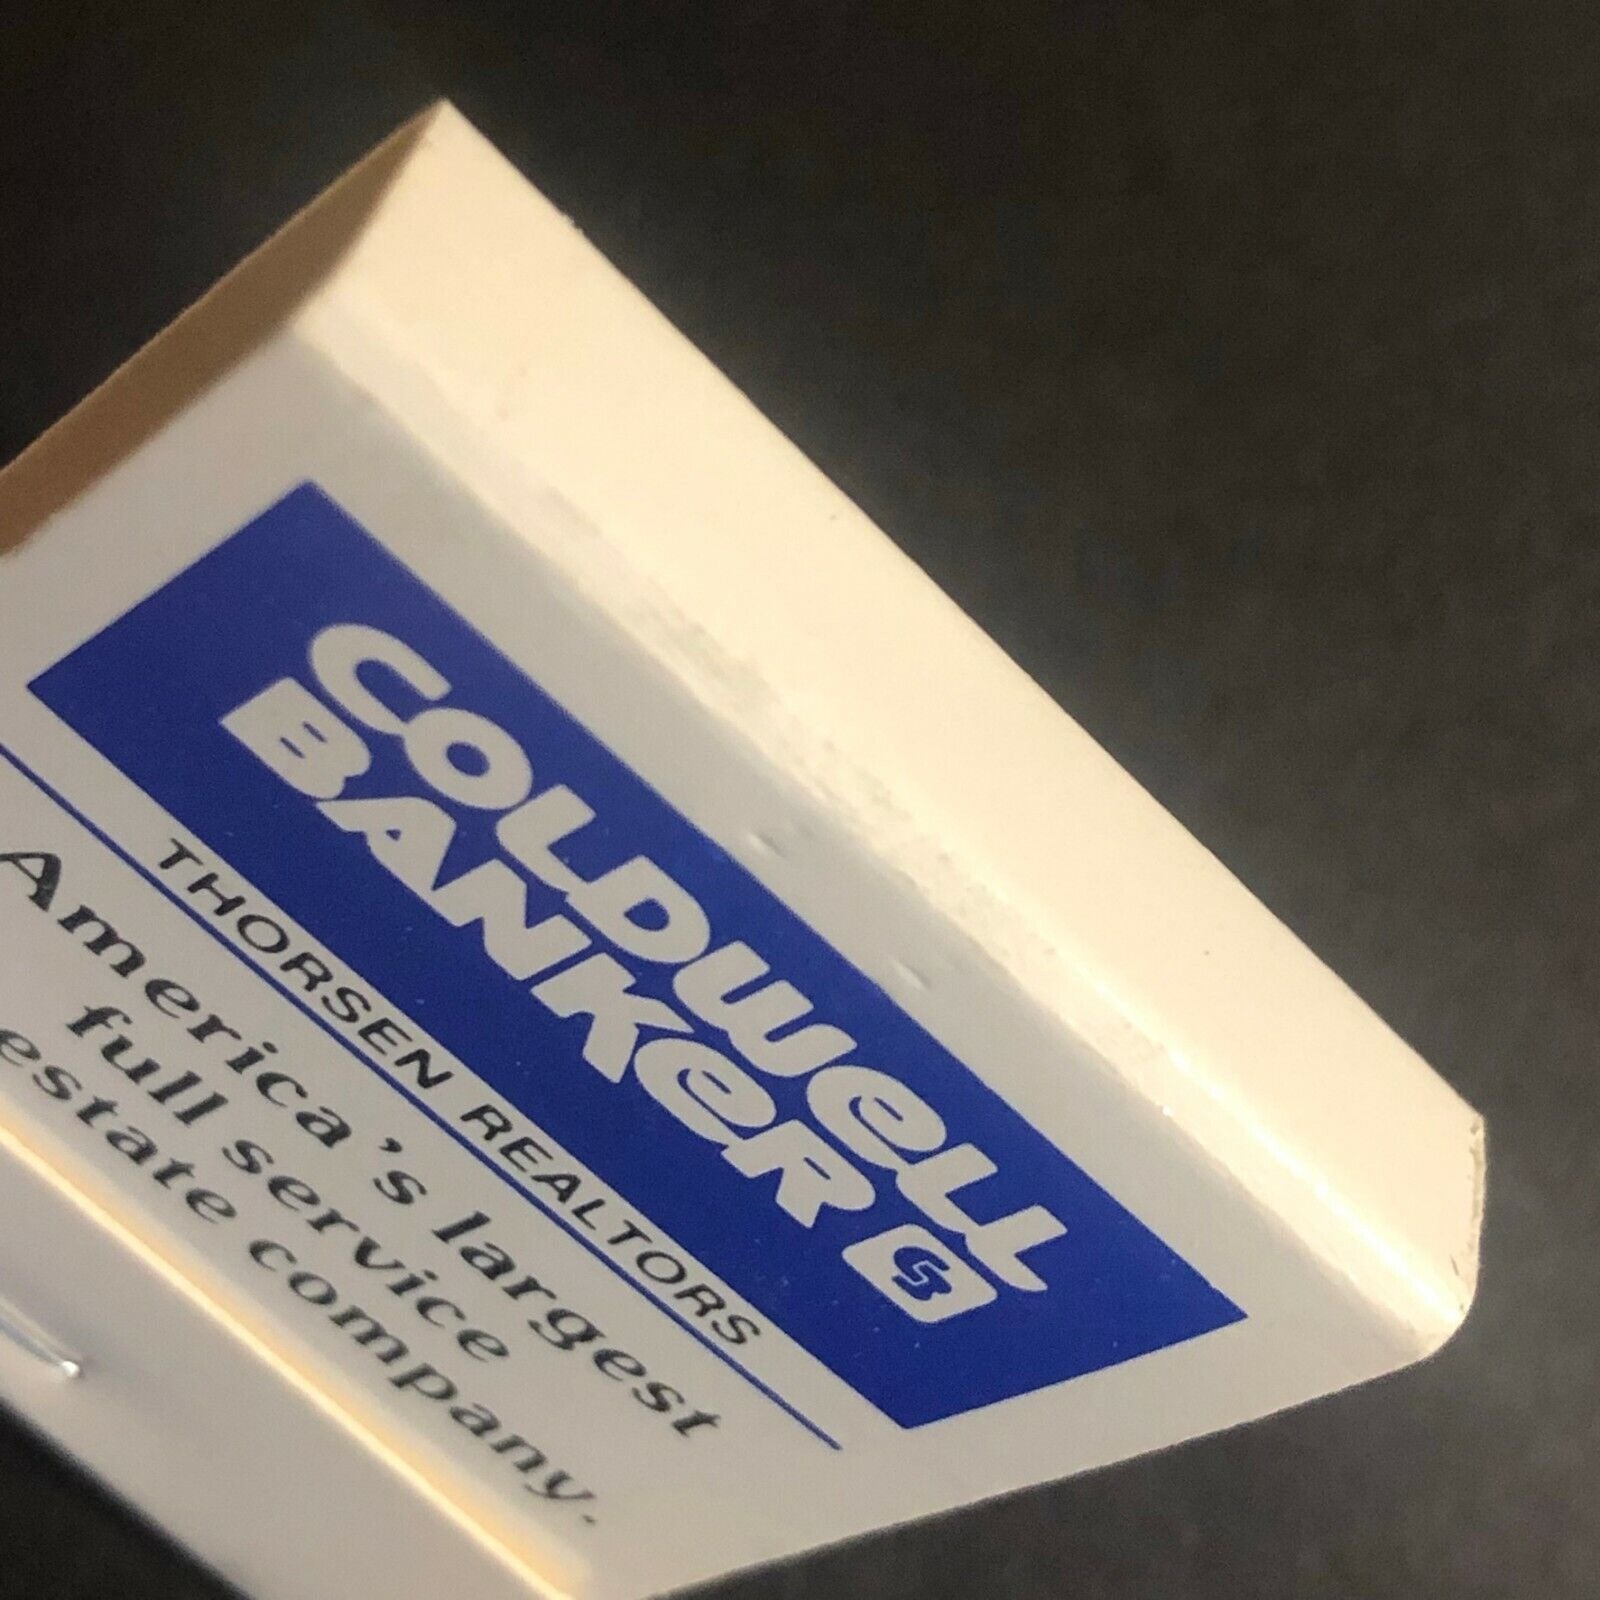 COLDWELL
BANKER
THORSEN REALTORS
America's largest
full service
estate company.